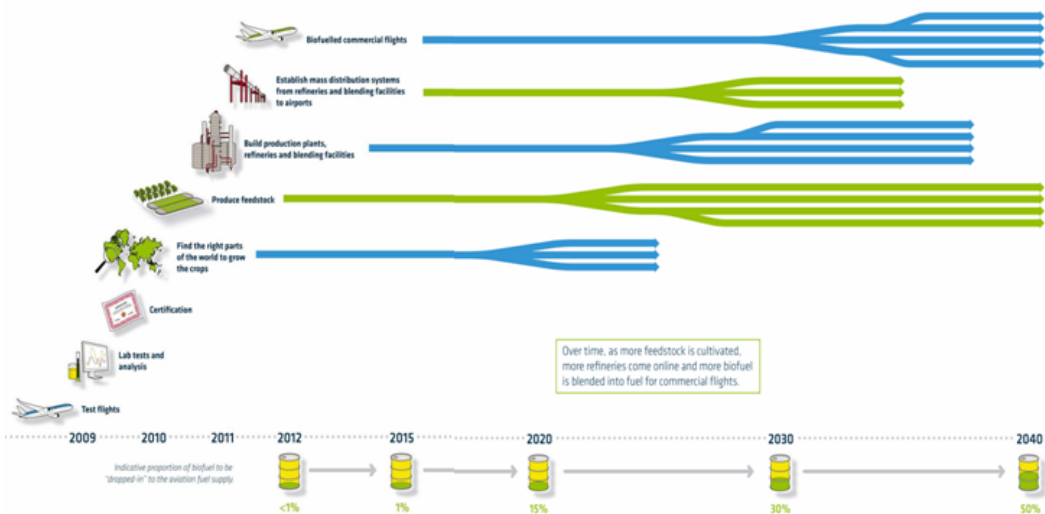 Biofuelled commercial flights
Establish mass distribution systems
from refineries and blending facilities
to airports
Build production plants,
refineries and blending facilities
Produce feedstock
Find the right parts
of the world to grow
the crops
Certification
Lab tests and
analysis
Over time, as more feedstock is cultivated,
more refineries come online and more biofuel
is blended into fuel for commercial flights.
Test flights
2009 2010 2011 2012 2015 2020 2030 2040
Indicative proportion of biofuel to be
"dropped-in" to the aviation fuel supply.
<1% 1% 15% 30% 50%